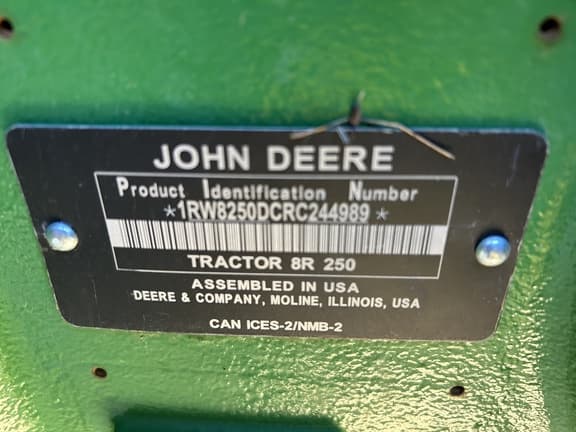 JOHN DEERE
Product Identification Number
*1RW8250DCRC244989*
TRACTOR 8R 250
ASSEMBLED IN USA
DEERE & COMPANY, MOLINE, ILLINOIS, USA
CAN ICES-2/NMB-2